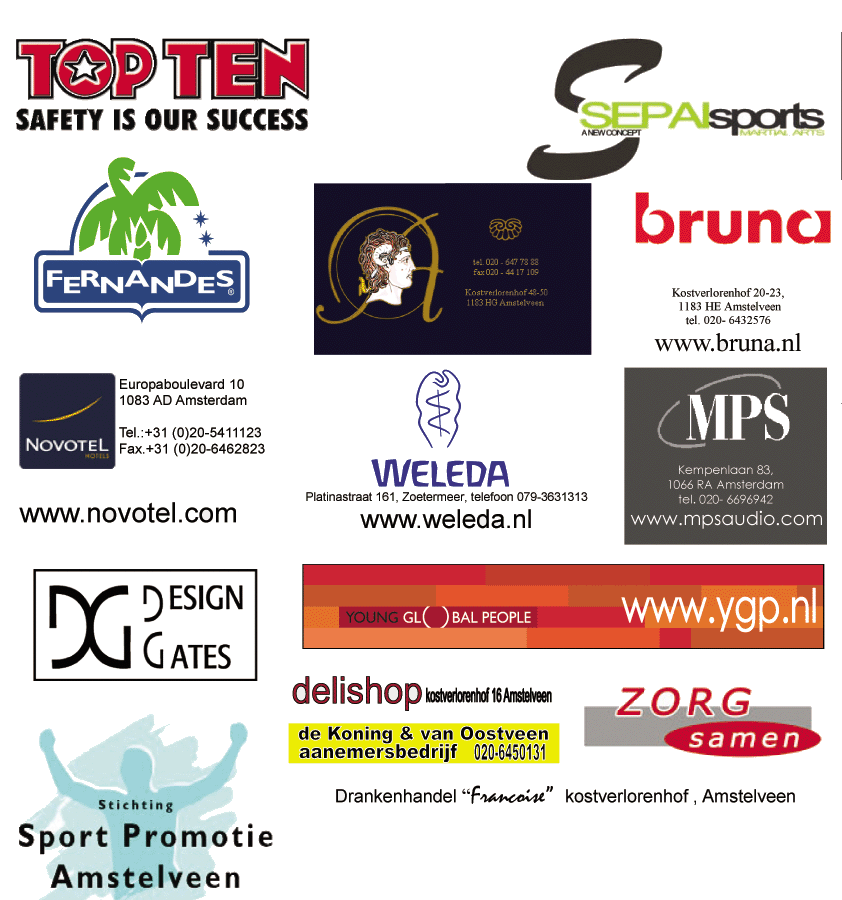 TOP TEN
SAFETY IS OUR SUCCESS
SEPAIsports
A NEW CONCEPT
MARTIAL ARTS
FERNANDES®
A
tel. 020 - 647 78 88
fax 020 - 44 17 109
Kostverlorenhof 48-50
1183 HG Amstelveen
bruna
Kostverlorenhof 20-23,
1183 HE Amstelveen
tel. 020- 6432576
www.bruna.nl
NOVOTEL
HOTELS
Europaboulevard 10
1083 AD Amsterdam
Tel.:+31 (0)20-5411123
Fax.+31 (0)20-6462823
www.novotel.com
WELEDA
Platinastraat 161, Zoetermeer, telefoon 079-3631313
www.weleda.nl
MPS
Kempenlaan 83,
1066 RA Amsterdam
tel. 020- 6696942
www.mpsaudio.com
DG
DESIGN
GATES
YOUNG GL()BAL PEOPLE
www.ygp.nl
delishop kostverlorenhof 16 Amstelveen
de Koning & van Oostveen
aanemersbedrijf 020-6450131
ZORG
samen
Drankenhandel “Francoise” kostverlorenhof , Amstelveen
Stichting
Sport Promotie
Amstelveen